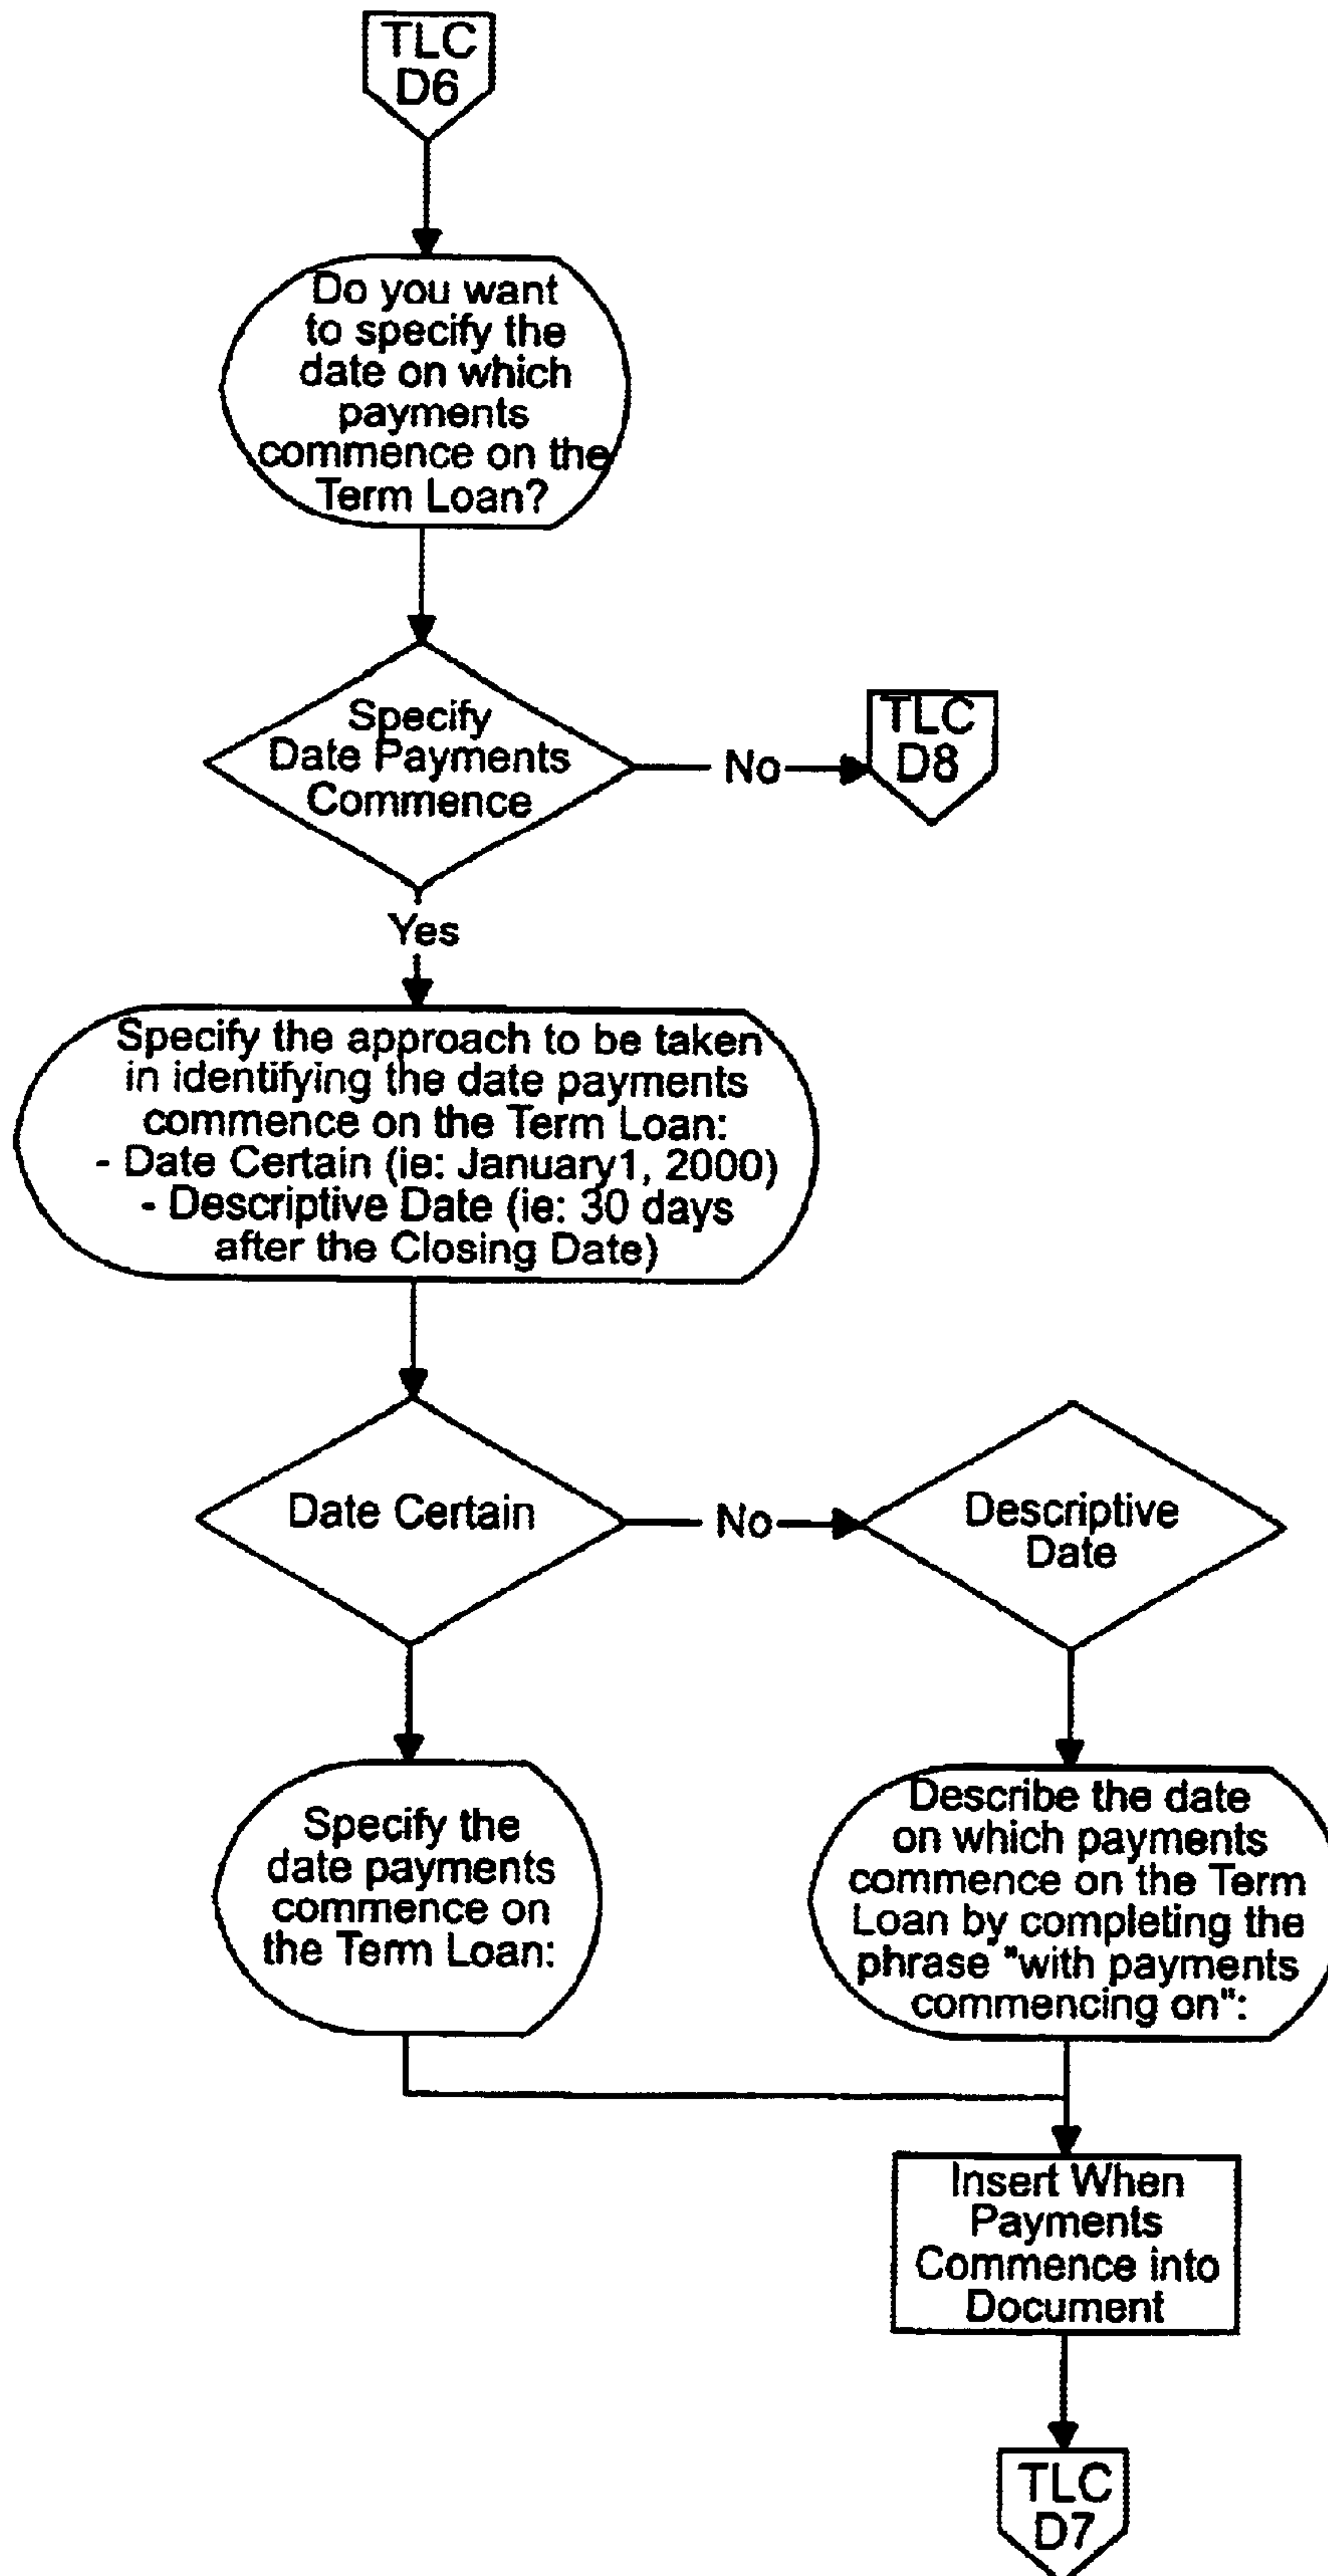 TLC
D6
Do you want
to specify the
date on which
payments
commence on the
Term Loan?
Specify
Date Payments
Commence
No
TLC
D8
Yes
Specify the approach to be taken
in identifying the date payments
commence on the Term Loan:
- Date Certain (ie: January1, 2000)
- Descriptive Date (ie: 30 days
after the Closing Date)
Date Certain
No
Descriptive
Date
Specify the
date payments
commence on
the Term Loan:
Describe the date
on which payments
commence on the Term
Loan by completing the
phrase "with payments
commencing on":
Insert When
Payments
Commence into
Document
TLC
D7